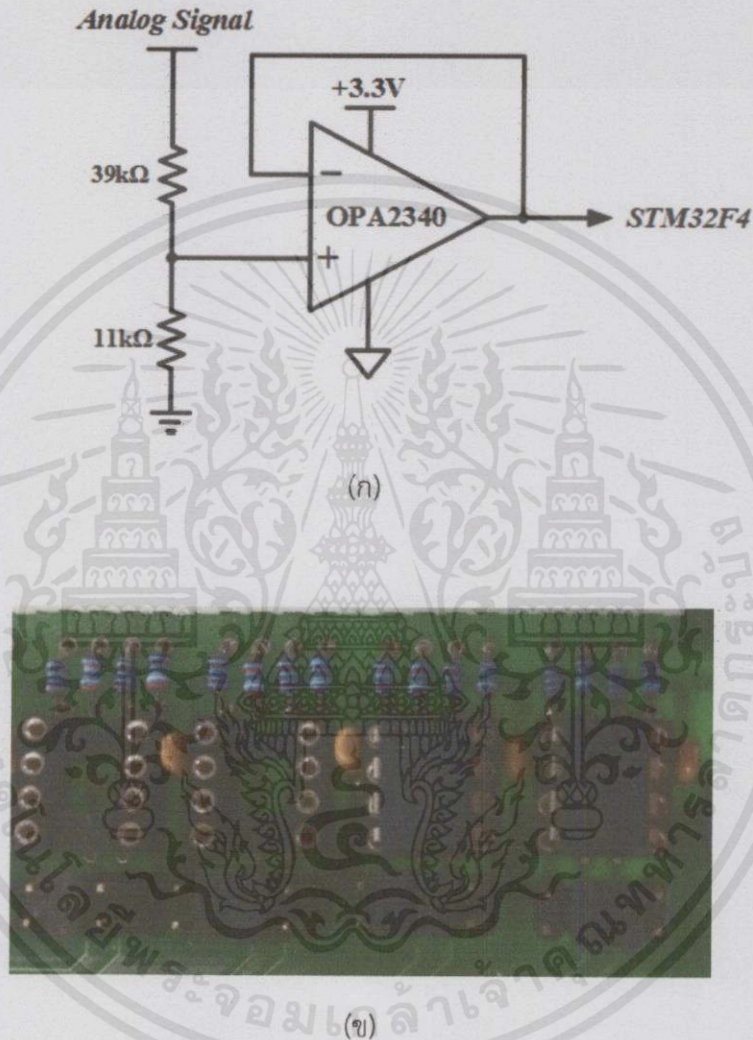 Analog Signal
+3.3V
39kΩ
−
OPA2340
STM32F4
+
11kΩ
(ก)
(ข)